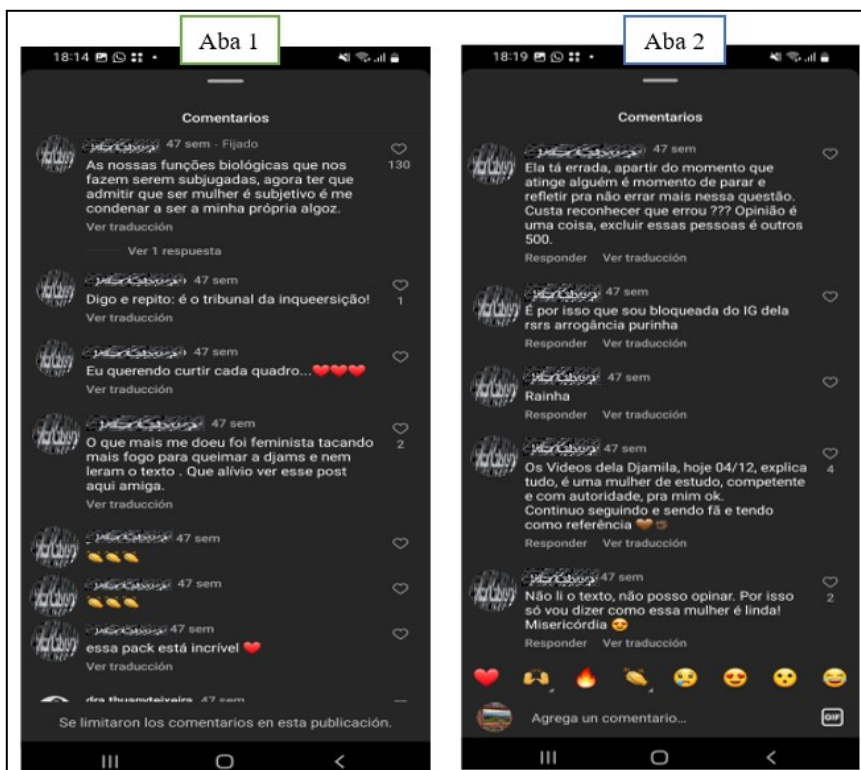 Aba 1
18:14
Comentarios
47 sem · Fijado
As nossas funções biológicas que nos
fazem serem subjugadas, agora ter que
admitir que ser mulher é subjetivo é me
condenar a ser a minha própria algoz.
130
Ver traducción
Ver 1 respuesta
47 sem
Digo e repito: é o tribunal da inqueersição!
1
Ver traducción
47 sem
Eu querendo curtir cada quadro...❤️❤️❤️
Ver traducción
47 sem
O que mais me doeu foi feminista tacando
mais fogo para queimar a djams e nem
leram o texto . Que alívio ver esse post
aqui amiga.
2
Ver traducción
47 sem
👏👏👏
47 sem
👏👏👏
47 sem
essa pack está incrível ❤️
Ver traducción
dra.thuanyteixeira 47 sem
Se limitaron los comentarios en esta publicación.
Aba 2
18:19
Comentarios
47 sem
Ela tá errada, apartir do momento que
atinge alguém é momento de parar e
refletir pra não errar mais nessa questão.
Custa reconhecer que errou ??? Opinião é
uma coisa, excluir essas pessoas é outros
500.
Responder Ver traducción
47 sem
É por isso que sou bloqueada do IG dela
rsrs arrogância purinha
Responder Ver traducción
47 sem
Rainha
Responder Ver traducción
47 sem
Os Videos dela Djamila, hoje 04/12, explica
tudo, é uma mulher de estudo, competente
e com autoridade, pra mim ok.
Continuo seguindo e sendo fã e tendo
como referência 🤎☕
4
Responder Ver traducción
47 sem
Não li o texto, não posso opinar. Por isso
só vou dizer como essa mulher é linda!
Misericórdia 😍
2
Responder Ver traducción
Agrega un comentario...
GIF